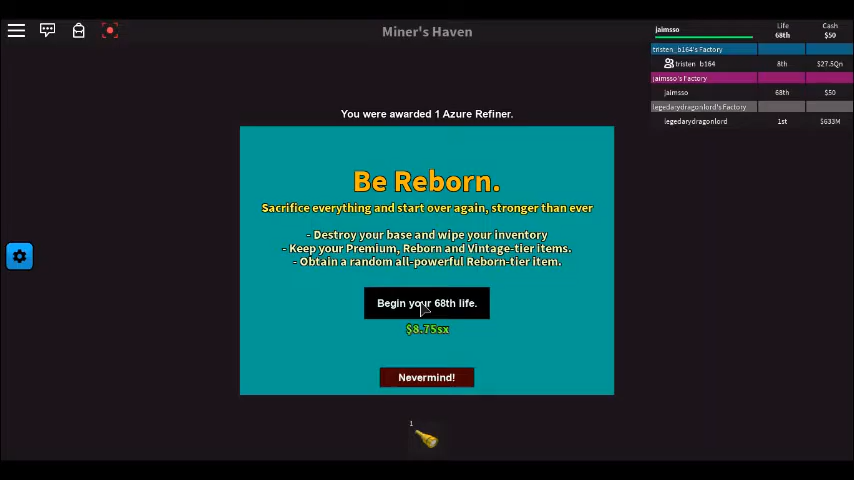 Miner's Haven
Life Cash
jaimsso 68th $50
tristen_b164's Factory
tristen_b164 8th $27.5Qn
jaimsso's Factory
jaimsso 68th $50
legedarydragonlord's Factory
legedarydragonlord 1st $633M
You were awarded 1 Azure Refiner.
Be Reborn.
Sacrifice everything and start over again, stronger than ever
- Destroy your base and wipe your inventory
- Keep your Premium, Reborn and Vintage-tier items.
- Obtain a random all-powerful Reborn-tier item.
Begin your 68th life.
$8.75sx
Nevermind!
1